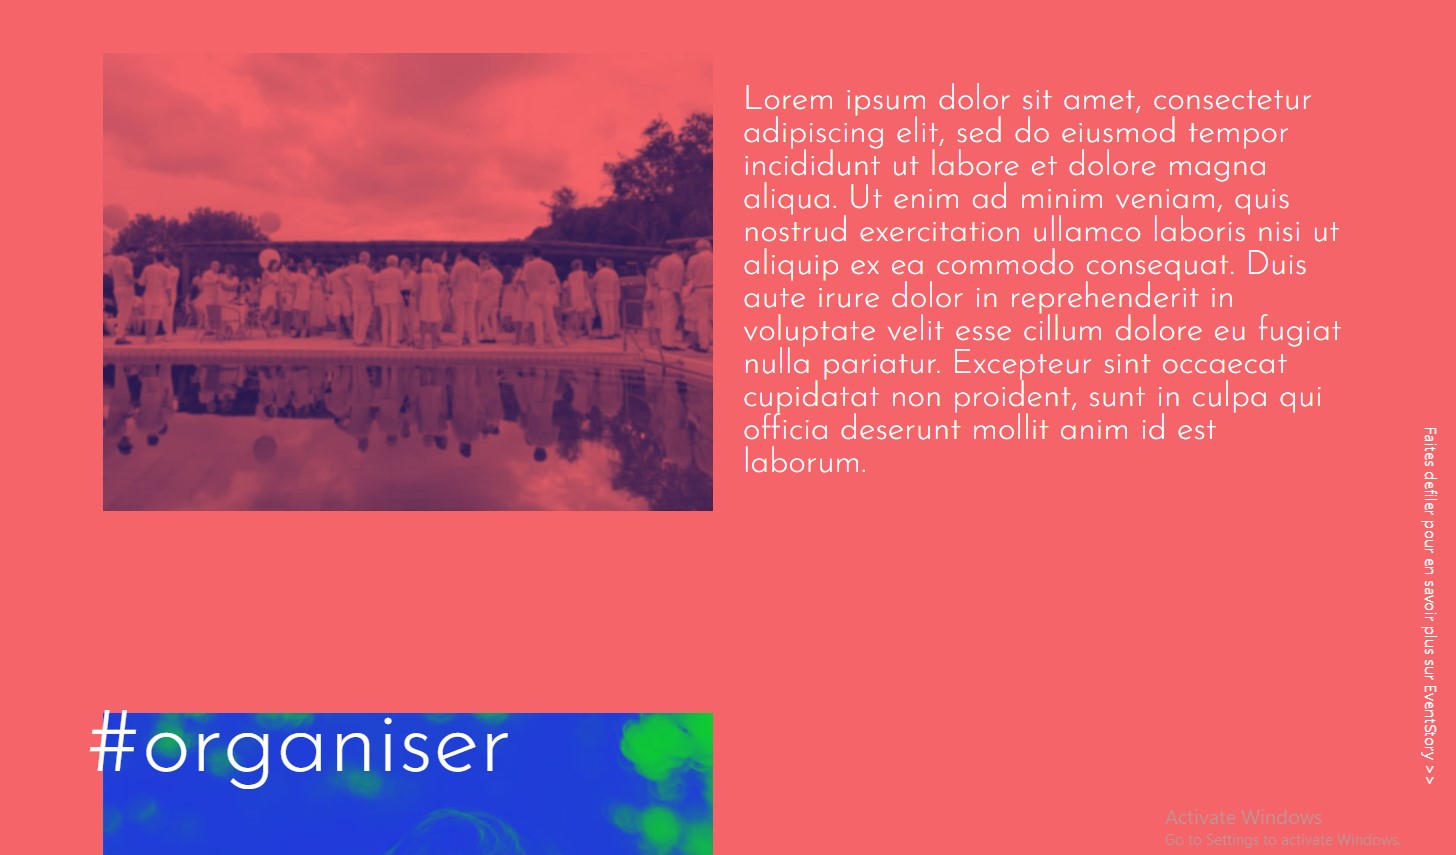 Lorem ipsum dolor sit amet, consectetur
adipiscing elit, sed do eiusmod tempor
incididunt ut labore et dolore magna
aliqua. Ut enim ad minim veniam, quis
nostrud exercitation ullamco laboris nisi ut
aliquip ex ea commodo consequat. Duis
aute irure dolor in reprehenderit in
voluptate velit esse cillum dolore eu fugiat
nulla pariatur. Excepteur sint occaecat
cupidatat non proident, sunt in culpa qui
officia deserunt mollit anim id est
laborum.
Faites defiler pour en savoir plus sur EventStory >>
#organiser
Activate Windows
Go to Settings to activate Windows.